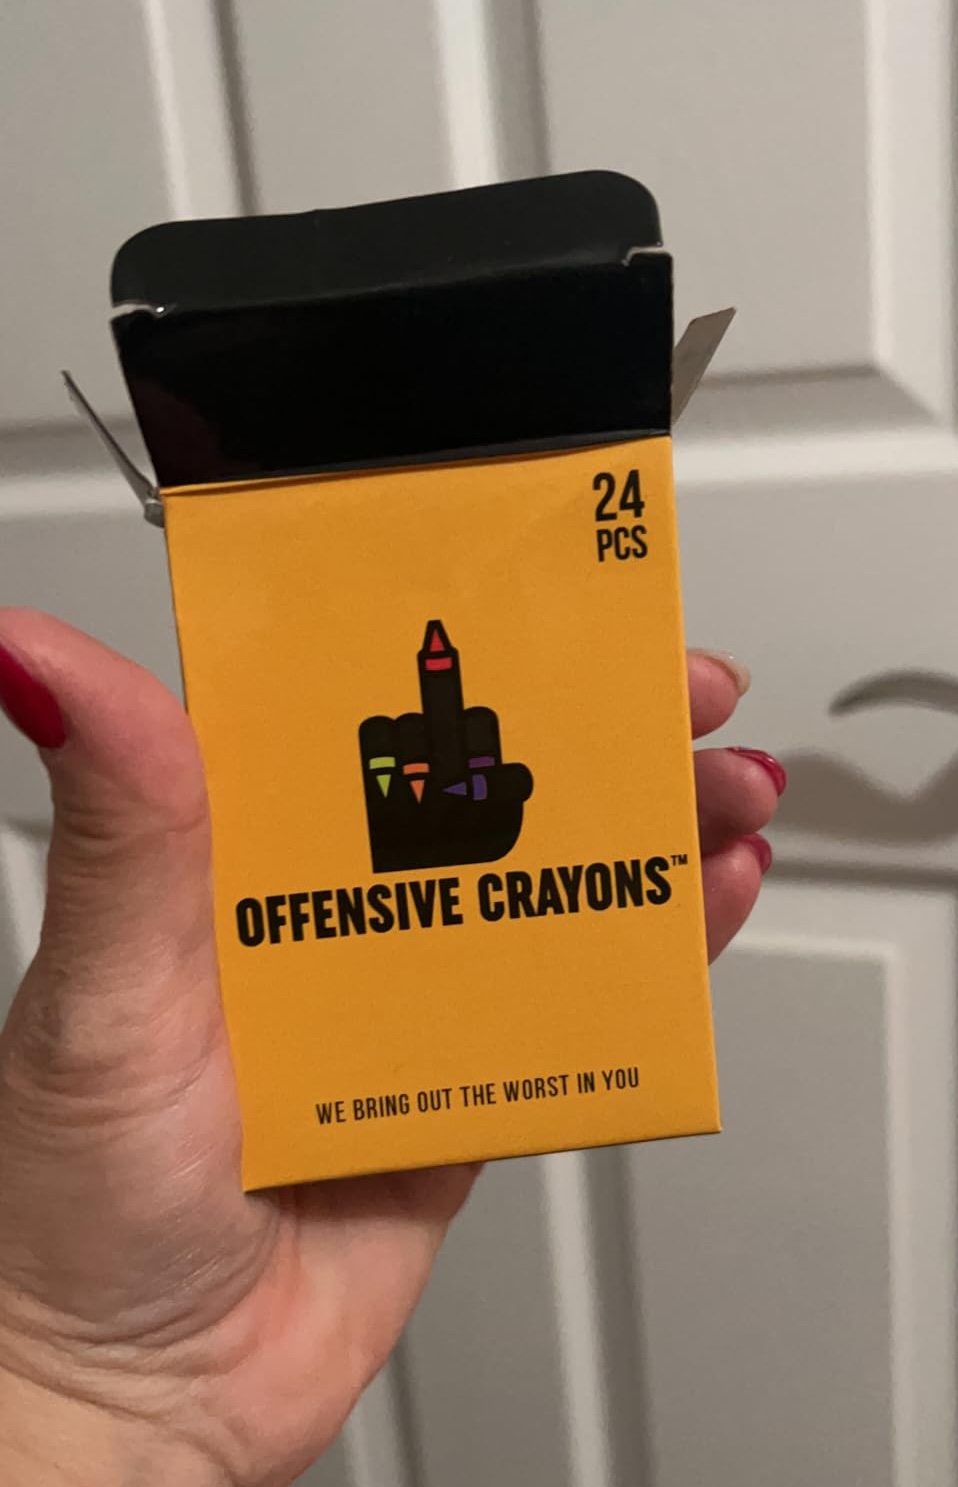 24
PCS
OFFENSIVE CRAYONS™
WE BRING OUT THE WORST IN YOU